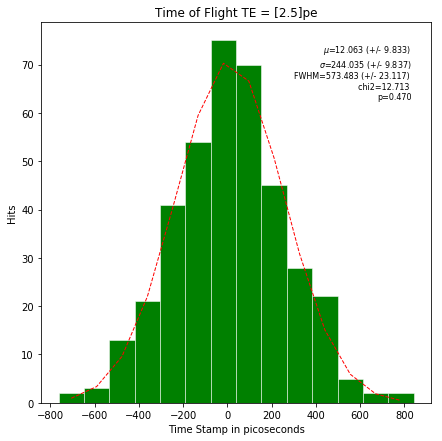 Time of Flight TE = [2.5]pe
μ=12.063 (+/- 9.833)
σ=244.035 (+/- 9.837)
FWHM=573.483 (+/- 23.117)
chi2=12.713
p=0.470
Hits
70
60
50
40
30
20
10
0
−800 −600 −400 −200 0 200 400 600 800
Time Stamp in picoseconds